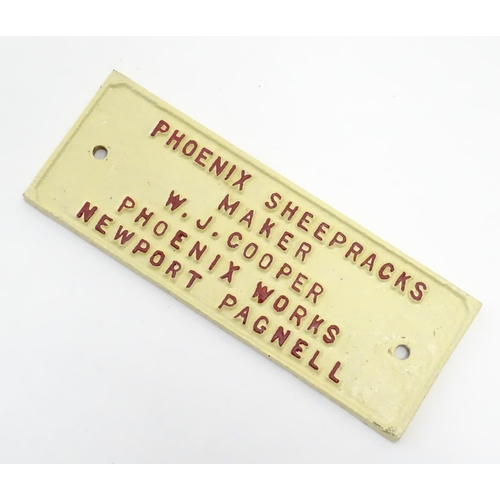 PHOENIX SHEEPRACKS
MAKER
W. J. COOPER
PHOENIX WORKS
NEWPORT PAGNELL